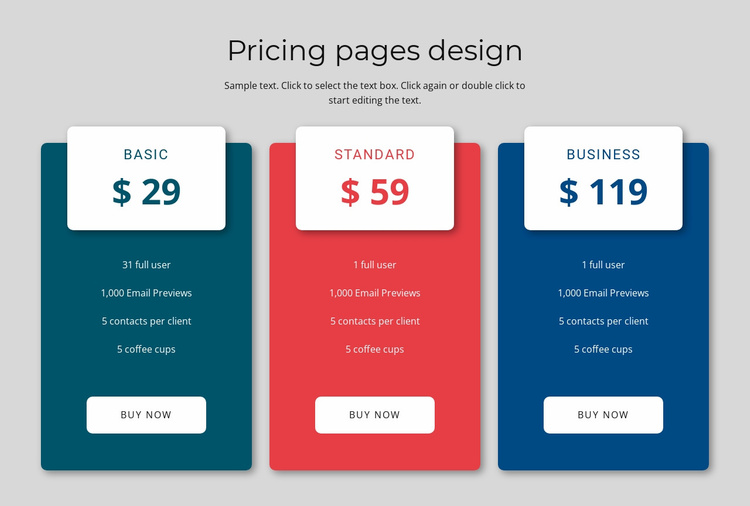 Pricing pages design
Sample text. Click to select the text box. Click again or double click to
start editing the text.
BASIC
$ 29
31 full user
1,000 Email Previews
5 contacts per client
5 coffee cups
BUY NOW
STANDARD
$ 59
1 full user
1,000 Email Previews
5 contacts per client
5 coffee cups
BUY NOW
BUSINESS
$ 119
1 full user
1,000 Email Previews
5 contacts per client
5 coffee cups
BUY NOW